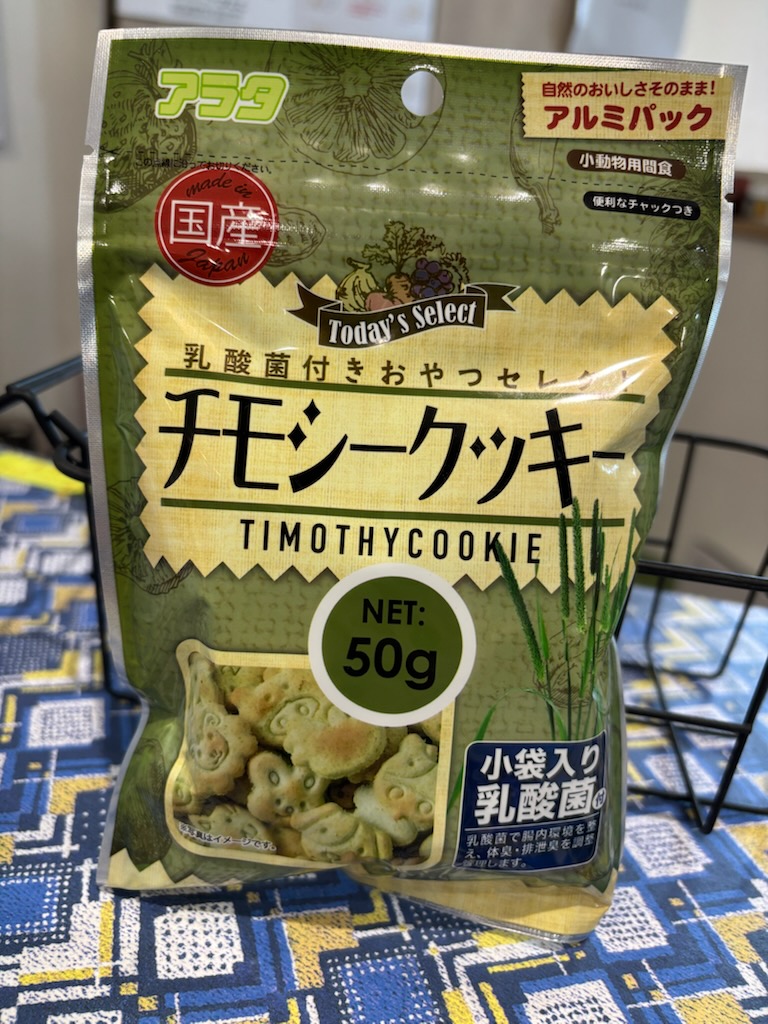 アラタ
自然のおいしさそのまま!
アルミパック
小動物用間食
便利なチャックつき
made in
国産
Japan
Today's Select
乳酸菌付きおやつセレクト
チモシークッキー
TIMOTHYCOOKIE
NET:
50g
小袋入り
乳酸菌付
乳酸菌で腸内環境を整
え、体臭・排泄臭を調整
管理します。
※写真はイメージです。